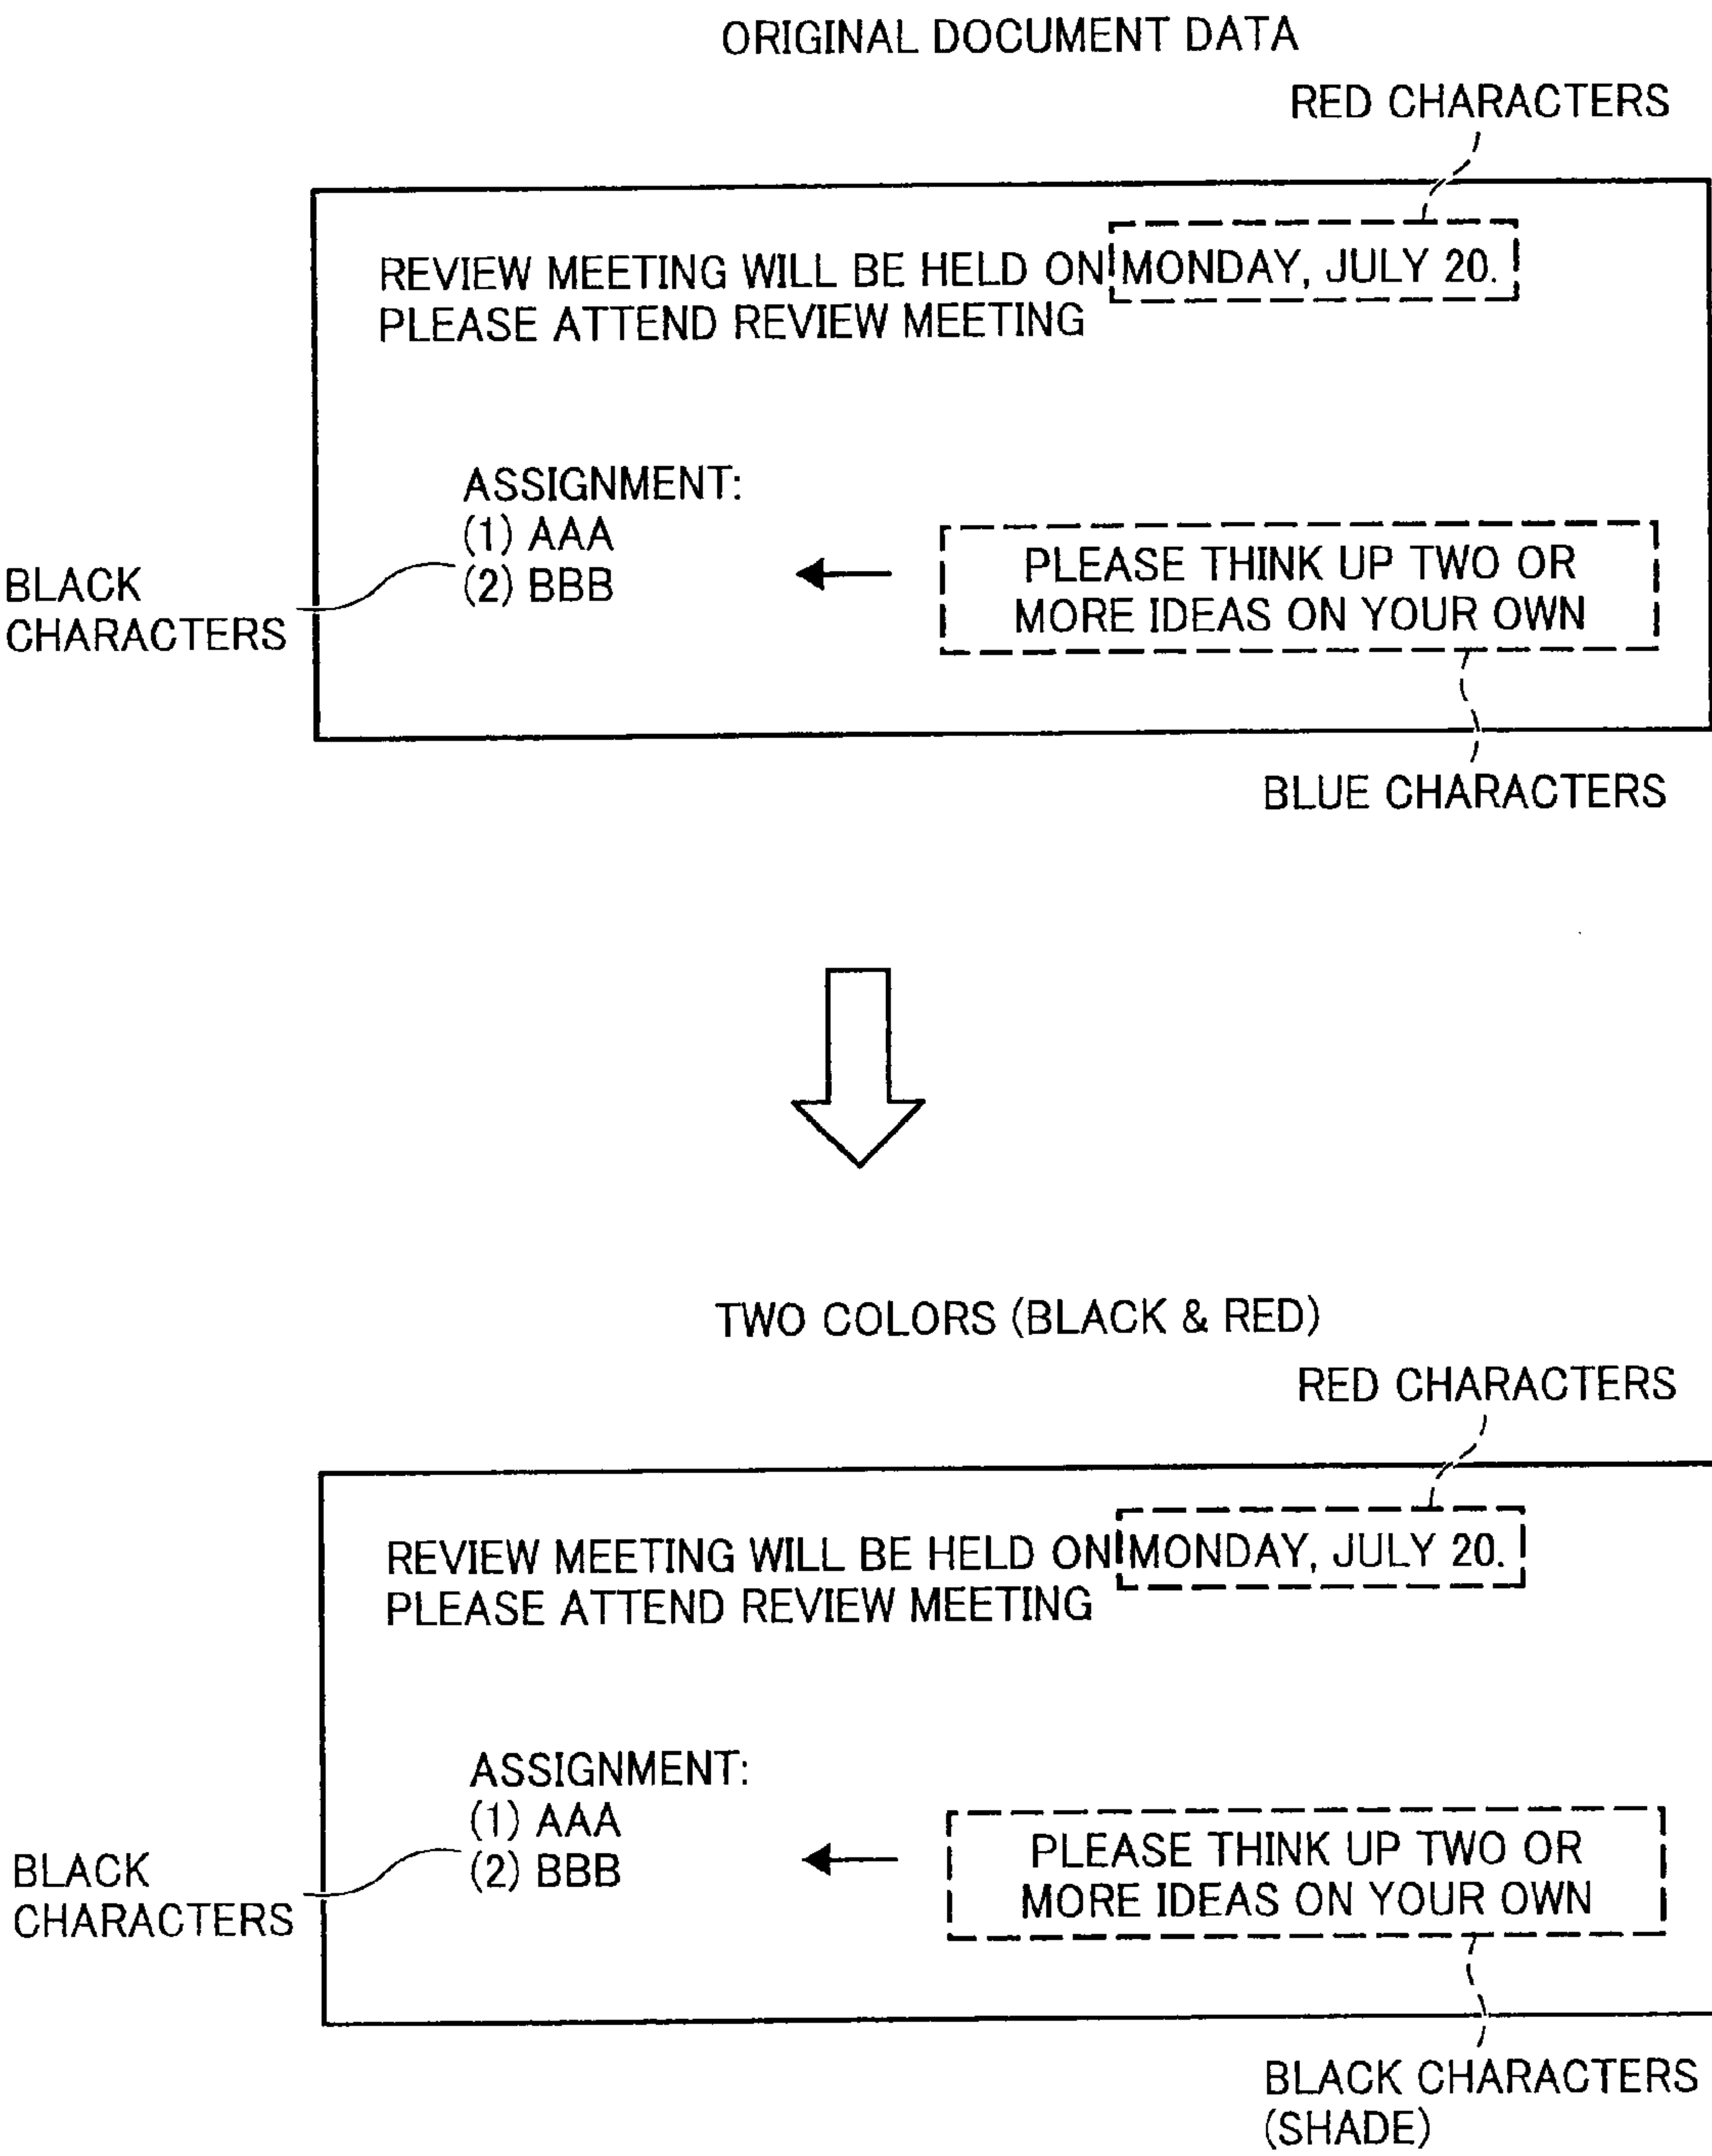 ORIGINAL DOCUMENT DATA
RED CHARACTERS
REVIEW MEETING WILL BE HELD ON MONDAY, JULY 20.
PLEASE ATTEND REVIEW MEETING
ASSIGNMENT:
(1) AAA
(2) BBB
PLEASE THINK UP TWO OR
MORE IDEAS ON YOUR OWN
BLACK
CHARACTERS
BLUE CHARACTERS
TWO COLORS (BLACK & RED)
RED CHARACTERS
REVIEW MEETING WILL BE HELD ON MONDAY, JULY 20.
PLEASE ATTEND REVIEW MEETING
ASSIGNMENT:
(1) AAA
(2) BBB
PLEASE THINK UP TWO OR
MORE IDEAS ON YOUR OWN
BLACK
CHARACTERS
BLACK CHARACTERS
(SHADE)